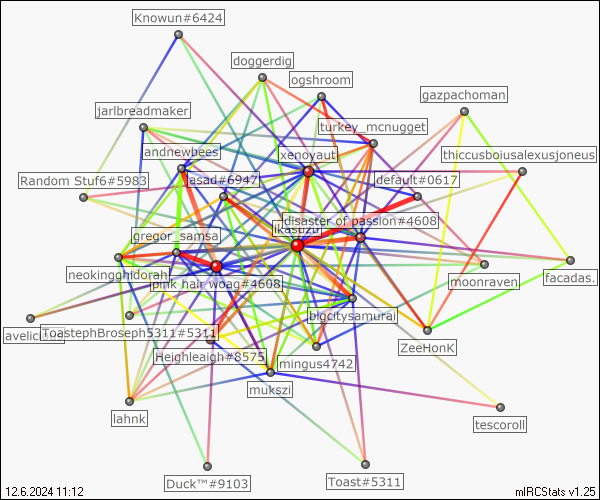 Knowun#6424
doggerdig
ogshroom
gazpachoman
jarlbreadmaker
turkey_mcnugget
andnewbees
xenoyaut
thiccusboiusalexusjoneus
Random Stuf6#5983
asad#6947
default#0617
disaster of passion#4608
likasuzu
gregor_samsa
neokingghidorah
pink hair woag#4608
moonraven
facadas.
bigcitysamurai
ToastephBroseph5311#5311
ZeeHonK
Heighleaigh#8575
mingus4742
mukszi
lahnk
tescoroll
Duck™#9103
Toast#5311
12.6.2024 11:12
mIRCStats v1.25